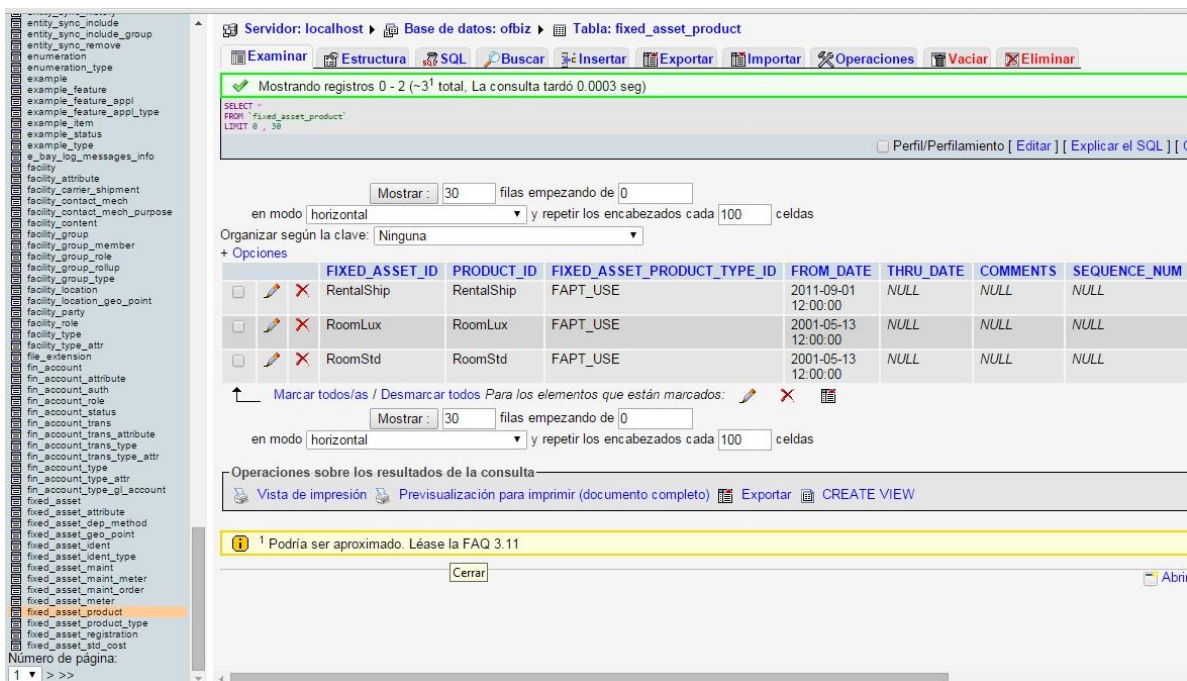 entity_sync_include
entity_sync_include_group
entity_sync_remove
enumeration
enumeration_type
example
example_feature
example_feature_appl
example_feature_appl_type
example_item
example_status
example_type
e_bay_log_messages_info
facility
facility_attribute
facility_carrier_shipment
facility_contact_mech
facility_contact_mech_purpose
facility_content
facility_group
facility_group_member
facility_group_role
facility_group_rollup
facility_group_type
facility_location
facility_location_geo_point
facility_party
facility_role
facility_type
facility_type_attr
file_extension
fin_account
fin_account_attribute
fin_account_auth
fin_account_role
fin_account_status
fin_account_trans
fin_account_trans_attribute
fin_account_trans_type
fin_account_trans_type_attr
fin_account_type
fin_account_type_attr
fin_account_type_gl_account
fixed_asset
fixed_asset_attribute
fixed_asset_dep_method
fixed_asset_geo_point
fixed_asset_ident
fixed_asset_ident_type
fixed_asset_maint
fixed_asset_maint_meter
fixed_asset_maint_order
fixed_asset_meter
fixed_asset_product
fixed_asset_product_type
fixed_asset_registration
fixed_asset_std_cost
Número de página:
1 > >>
Servidor: localhost Base de datos: ofbiz Tabla: fixed_asset_product
Examinar Estructura SQL Buscar Insertar Exportar Importar Operaciones Vaciar Eliminar
Mostrando registros 0 - 2 (~3¹ total, La consulta tardó 0.0003 seg)
SELECT *
FROM `fixed_asset_product`
LIMIT 0 , 30
Perfil/Perfilamiento [ Editar ] [ Explicar el SQL ] [
Mostrar : 30 filas empezando de 0
en modo horizontal y repetir los encabezados cada 100 celdas
Organizar según la clave: Ninguna
+ Opciones
FIXED_ASSET_ID PRODUCT_ID FIXED_ASSET_PRODUCT_TYPE_ID FROM_DATE THRU_DATE COMMENTS SEQUENCE_NUM
RentalShip RentalShip FAPT_USE 2011-09-01 12:00:00 NULL NULL NULL
RoomLux RoomLux FAPT_USE 2001-05-13 12:00:00 NULL NULL NULL
RoomStd RoomStd FAPT_USE 2001-05-13 12:00:00 NULL NULL NULL
Marcar todos/as / Desmarcar todos Para los elementos que están marcados:
Mostrar : 30 filas empezando de 0
en modo horizontal y repetir los encabezados cada 100 celdas
Operaciones sobre los resultados de la consulta
Vista de impresión Previsualización para imprimir (documento completo) Exportar CREATE VIEW
¹ Podría ser aproximado. Léase la FAQ 3.11
Cerrar